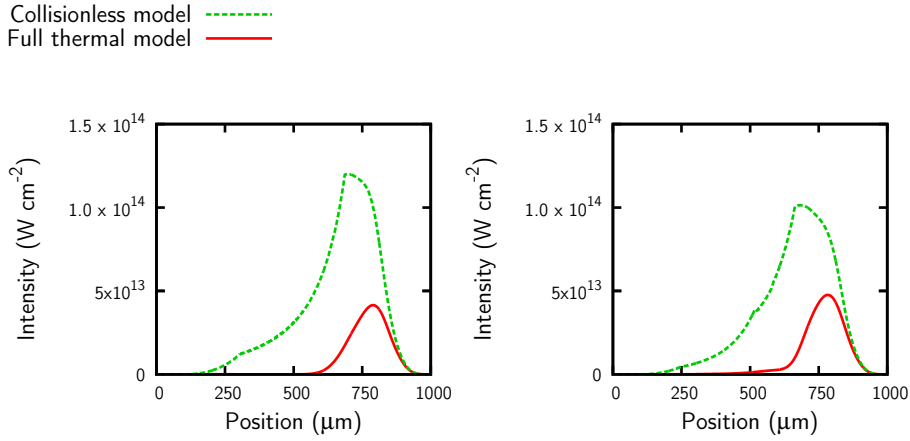 Collisionless model
Full thermal model
Intensity (W cm-2)
1.5 x 10^14
1.0 x 10^14
5x10^13
0
0 250 500 750 1000
Position (μm)
Intensity (W cm-2)
1.5 x 10^14
1.0 x 10^14
5x10^13
0
0 250 500 750 1000
Position (μm)